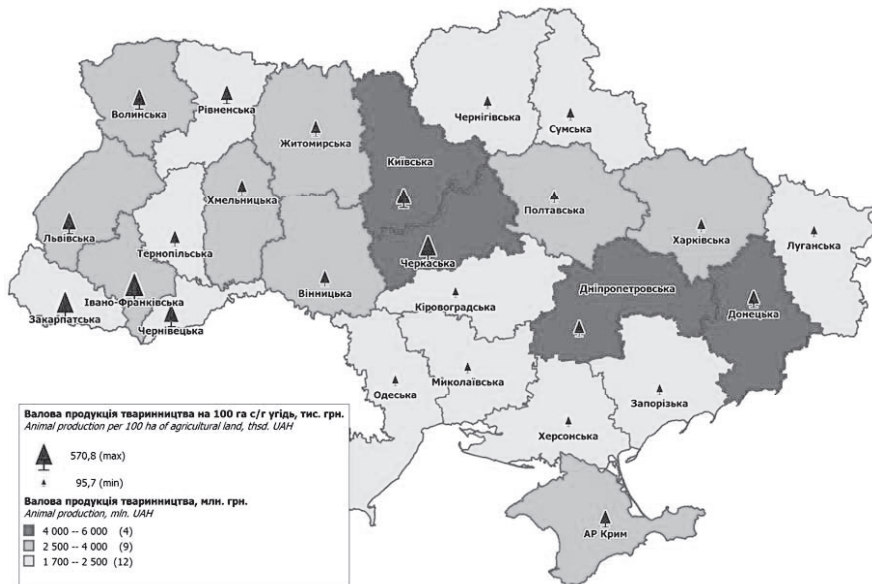 Волинська
Рівненська
Житомирська
Київська
Чернігівська
Сумська
Львівська
Хмельницька
Тернопільська
Полтавська
Харківська
Луганська
Черкаська
Вінницька
Івано-Франківська
Закарпатська
Чернівецька
Кіровоградська
Дніпропетровська
Донецька
Одеська
Миколаївська
Запорізька
Херсонська
АР Крим
Валова продукція тваринництва на 100 га с/г угідь, тис. грн.
Animal production per 100 ha of agricultural land, thsd. UAH
570,8 (max)
95,7 (min)
Валова продукція тваринництва, млн. грн.
Animal production, mln. UAH
4 000 -- 6 000 (4)
2 500 -- 4 000 (9)
1 700 -- 2 500 (12)